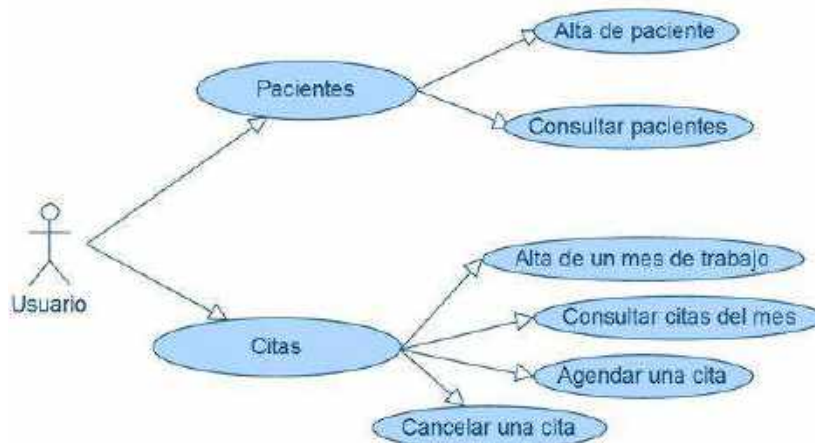 Alta de paciente
Pacientes
Consultar pacientes
Usuario
Alta de un mes de trabajo
Consultar citas del mes
Citas
Agendar una cita
Cancelar una cita